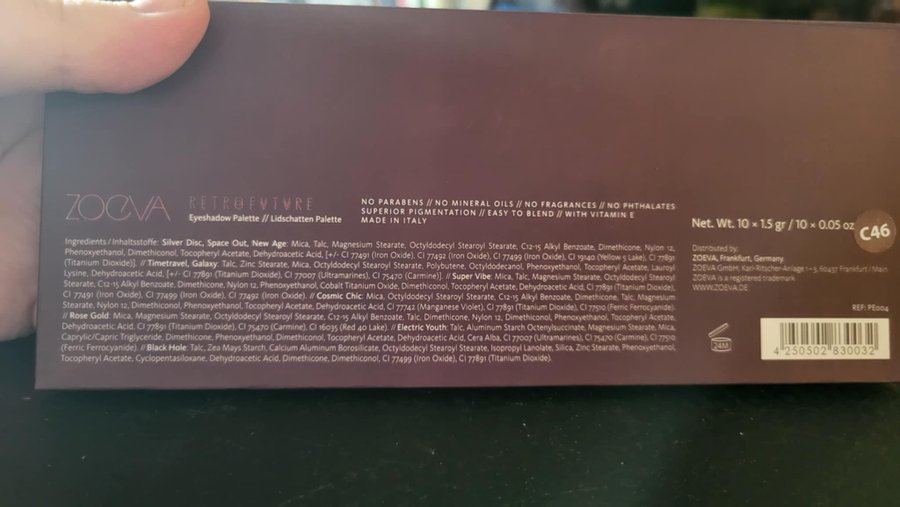 ZOEVA RETROFUTURE
Eyeshadow Palette // Lidschatten Palette
NO PARABENS // NO MINERAL OILS // NO FRAGRANCES // NO PHTHALATES
SUPERIOR PIGMENTATION // EASY TO BLEND // WITH VITAMIN E
MADE IN ITALY
Ingredients / Inhaltsstoffe: Silver Disc, Space Out, New Age: Mica, Talc, Magnesium Stearate, Octyldodecyl Stearoyl Stearate, C12-15 Alkyl Benzoate, Dimethicone, Nylon 12,
Phenoxyethanol, Dimethiconol, Tocopheryl Acetate, Dehydroacetic Acid, [+/- CI 77491 (Iron Oxide), CI 77492 (Iron Oxide), CI 77499 (Iron Oxide), CI 19140 (Yellow 5 Lake), CI 77891
(Titanium Dioxide)]. // Timetravel, Galaxy: Talc, Zinc Stearate, Mica, Octyldodecyl Stearoyl Stearate, Polybutene, Octyldodecanol, Phenoxyethanol, Tocopheryl Acetate, Lauroyl
Lysine, Dehydroacetic Acid, [+/- CI 77891 (Titanium Dioxide), CI 77007 (Ultramarines), CI 75470 (Carmine)]. // Super Vibe: Mica, Talc, Magnesium Stearate, Octyldodecyl Stearoyl
Stearate, C12-15 Alkyl Benzoate, Dimethicone, Nylon 12, Phenoxyethanol, Cobalt Titanium Oxide, Dimethiconol, Tocopheryl Acetate, Dehydroacetic Acid, CI 77891 (Titanium Dioxide),
CI 77491 (Iron Oxide), CI 77499 (Iron Oxide), CI 77492 (Iron Oxide). // Cosmic Chic: Mica, Octyldodecyl Stearoyl Stearate, C12-15 Alkyl Benzoate, Dimethicone, Talc, Magnesium
Stearate, Nylon 12, Dimethiconol, Phenoxyethanol, Tocopheryl Acetate, Dehydroacetic Acid, CI 77742 (Manganese Violet), CI 77891 (Titanium Dioxide), CI 77510 (Ferric Ferrocyanide).
// Rose Gold: Mica, Magnesium Stearate, Octyldodecyl Stearoyl Stearate, C12-15 Alkyl Benzoate, Talc, Dimethicone, Nylon 12, Dimethiconol, Phenoxyethanol, Tocopheryl Acetate,
Dehydroacetic Acid, CI 77891 (Titanium Dioxide), CI 75470 (Carmine), CI 16035 (Red 40 Lake). // Electric Youth: Talc, Aluminum Starch Octenylsuccinate, Magnesium Stearate, Mica,
Caprylic/Capric Triglyceride, Dimethicone, Phenoxyethanol, Dimethiconol, Tocopheryl Acetate, Dehydroacetic Acid, Cera Alba, CI 77007 (Ultramarines), CI 75470 (Carmine), CI 77510
(Ferric Ferrocyanide). // Black Hole: Talc, Zea Mays Starch, Calcium Aluminum Borosilicate, Octyldodecyl Stearoyl Stearate, Isopropyl Lanolate, Silica, Zinc Stearate, Phenoxyethanol,
Tocopheryl Acetate, Cyclopentasiloxane, Dehydroacetic Acid, Dimethicone, Dimethiconol, CI 77499 (Iron Oxide), CI 77891 (Titanium Dioxide).
Net. Wt. 10 × 1.5 gr / 10 × 0.05 oz
C46
Distributed by:
ZOEVA, Frankfurt, Germany
ZOEVA GmbH, Karl-Ritscher-Anlage 1-3, 60437 Frankfurt / Main
ZOEVA is a registered trademark
WWW.ZOEVA.DE
REF: PE004
24M
4 250502 830032